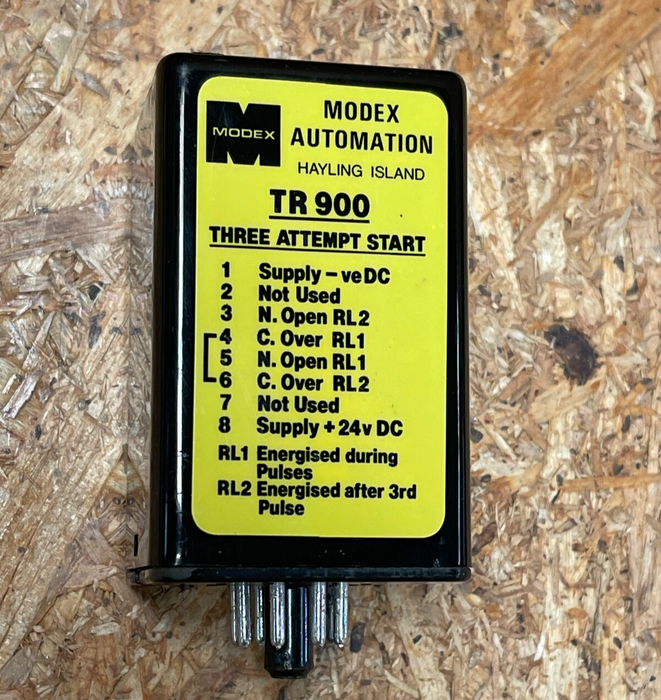 MODEX
MODEX
AUTOMATION
HAYLING ISLAND
TR 900
THREE ATTEMPT START
1 Supply - ve DC
2 Not Used
3 N. Open RL2
4 C. Over RL1
5 N. Open RL1
6 C. Over RL2
7 Not Used
8 Supply + 24v DC
RL1 Energised during
Pulses
RL2 Energised after 3rd
Pulse